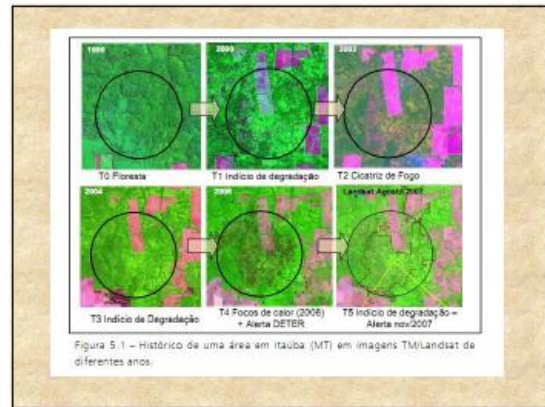 1998
2000
2003
T0 Floresta
T1 Indício de degradação
T2 Cicatriz de Fogo
2004
2006
Landsat Agosto 2007
T3 Indício de Degradação
T4 Focos de calor (2006)
+ Alerta DETER
T5 Indício de degradação –
Alerta nov/2007
Figura 5.1 – Histórico de uma área em Itaúba (MT) em imagens TM/Landsat de
diferentes anos.